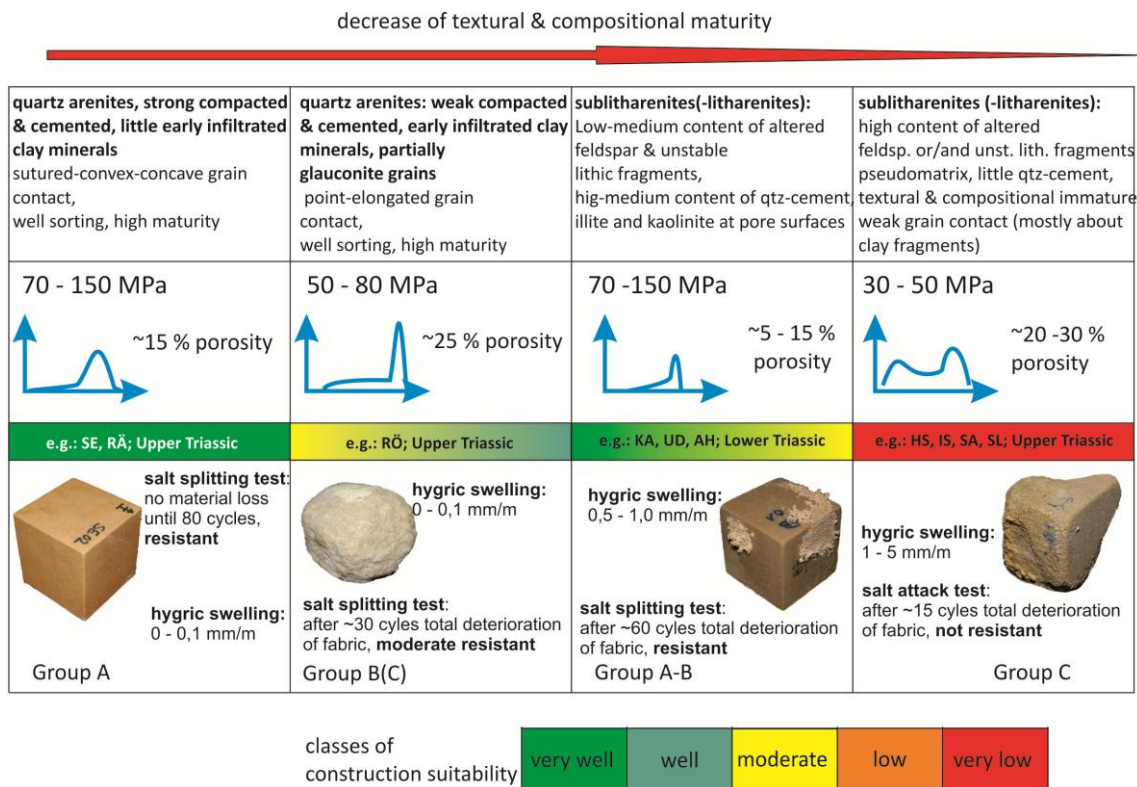 decrease of textural & compositional maturity
quartz arenites, strong compacted
& cemented, little early infiltrated
clay minerals
sutured-convex-concave grain
contact,
well sorting, high maturity
quartz arenites: weak compacted
& cemented, early infiltrated clay
minerals, partially
glauconite grains
point-elongated grain
contact,
well sorting, high maturity
sublitharenites(-litharenites):
Low-medium content of altered
feldspar & unstable
lithic fragments,
hig-medium content of qtz-cement,
illite and kaolinite at pore surfaces
sublitharenites (-litharenites):
high content of altered
feldsp. or/and unst. lith. fragments
pseudomatrix, little qtz-cement,
textural & compositional immature
weak grain contact (mostly about
clay fragments)
70 - 150 MPa
~15 % porosity
50 - 80 MPa
~25 % porosity
70 -150 MPa
~5 - 15 %
porosity
30 - 50 MPa
~20 -30 %
porosity
e.g.: SE, RÄ; Upper Triassic
e.g.: RÖ; Upper Triassic
e.g.: KA, UD, AH; Lower Triassic
e.g.: HS, IS, SA, SL; Upper Triassic
salt splitting test:
no material loss
until 80 cycles,
resistant
SE02
hygric swelling:
0 - 0,1 mm/m
Group A
hygric swelling:
0 - 0,1 mm/m
salt splitting test:
after ~30 cyles total deterioration
of fabric, moderate resistant
Group B(C)
hygric swelling:
0,5 - 1,0 mm/m
salt splitting test:
after ~60 cyles total deterioration
of fabric, resistant
Group A-B
hygric swelling:
1 - 5 mm/m
salt attack test:
after ~15 cyles total deterioration
of fabric, not resistant
Group C
classes of
construction suitability
very well
well
moderate
low
very low